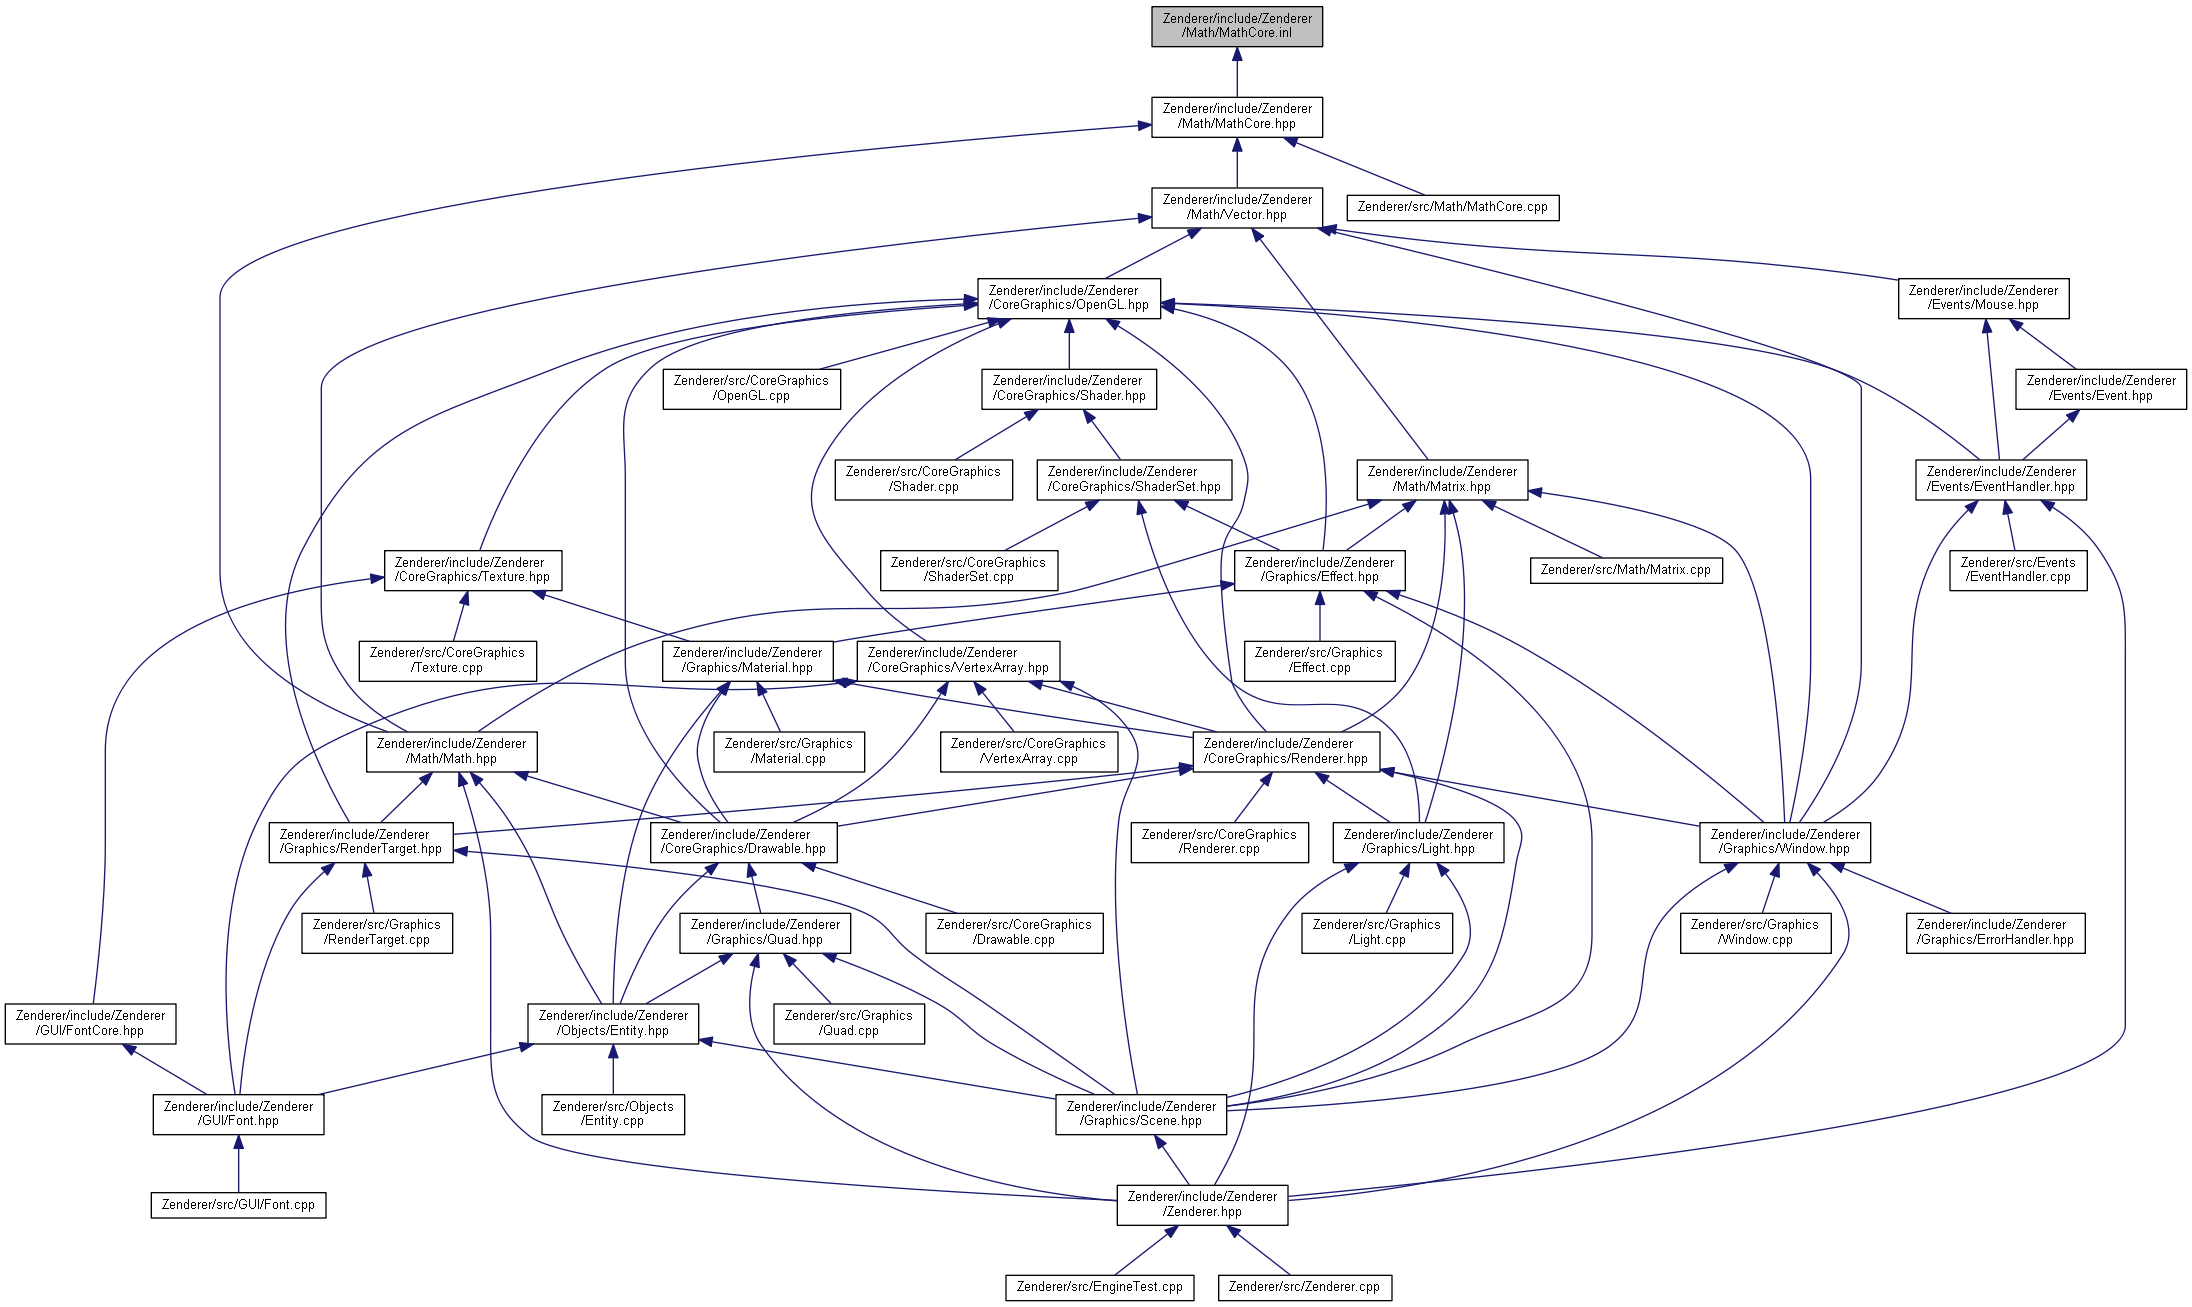 Zenderer/include/Zenderer
/Math/MathCore.inl
Zenderer/include/Zenderer
/Math/MathCore.hpp
Zenderer/include/Zenderer
/Math/Vector.hpp
Zenderer/src/Math/MathCore.cpp
Zenderer/include/Zenderer
/CoreGraphics/OpenGL.hpp
Zenderer/include/Zenderer
/Events/Mouse.hpp
Zenderer/src/CoreGraphics
/OpenGL.cpp
Zenderer/include/Zenderer
/CoreGraphics/Shader.hpp
Zenderer/include/Zenderer
/Events/Event.hpp
Zenderer/src/CoreGraphics
/Shader.cpp
Zenderer/include/Zenderer
/CoreGraphics/ShaderSet.hpp
Zenderer/include/Zenderer
/Math/Matrix.hpp
Zenderer/include/Zenderer
/Events/EventHandler.hpp
Zenderer/include/Zenderer
/CoreGraphics/Texture.hpp
Zenderer/src/CoreGraphics
/ShaderSet.cpp
Zenderer/include/Zenderer
/Graphics/Effect.hpp
Zenderer/src/Math/Matrix.cpp
Zenderer/src/Events
/EventHandler.cpp
Zenderer/src/CoreGraphics
/Texture.cpp
Zenderer/include/Zenderer
/Graphics/Material.hpp
Zenderer/include/Zenderer
/CoreGraphics/VertexArray.hpp
Zenderer/src/Graphics
/Effect.cpp
Zenderer/include/Zenderer
/Math/Math.hpp
Zenderer/src/Graphics
/Material.cpp
Zenderer/src/CoreGraphics
/VertexArray.cpp
Zenderer/include/Zenderer
/CoreGraphics/Renderer.hpp
Zenderer/include/Zenderer
/Graphics/RenderTarget.hpp
Zenderer/include/Zenderer
/CoreGraphics/Drawable.hpp
Zenderer/src/CoreGraphics
/Renderer.cpp
Zenderer/include/Zenderer
/Graphics/Light.hpp
Zenderer/include/Zenderer
/Graphics/Window.hpp
Zenderer/src/Graphics
/RenderTarget.cpp
Zenderer/include/Zenderer
/Graphics/Quad.hpp
Zenderer/src/CoreGraphics
/Drawable.cpp
Zenderer/src/Graphics
/Light.cpp
Zenderer/src/Graphics
/Window.cpp
Zenderer/include/Zenderer
/Graphics/ErrorHandler.hpp
Zenderer/include/Zenderer
/GUI/FontCore.hpp
Zenderer/include/Zenderer
/Objects/Entity.hpp
Zenderer/src/Graphics
/Quad.cpp
Zenderer/include/Zenderer
/GUI/Font.hpp
Zenderer/src/Objects
/Entity.cpp
Zenderer/include/Zenderer
/Graphics/Scene.hpp
Zenderer/src/GUI/Font.cpp
Zenderer/include/Zenderer
/Zenderer.hpp
Zenderer/src/EngineTest.cpp
Zenderer/src/Zenderer.cpp